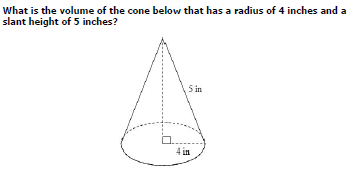 What is the volume of the cone below that has a radius of 4 inches and a
slant height of 5 inches?
5 in
4 in